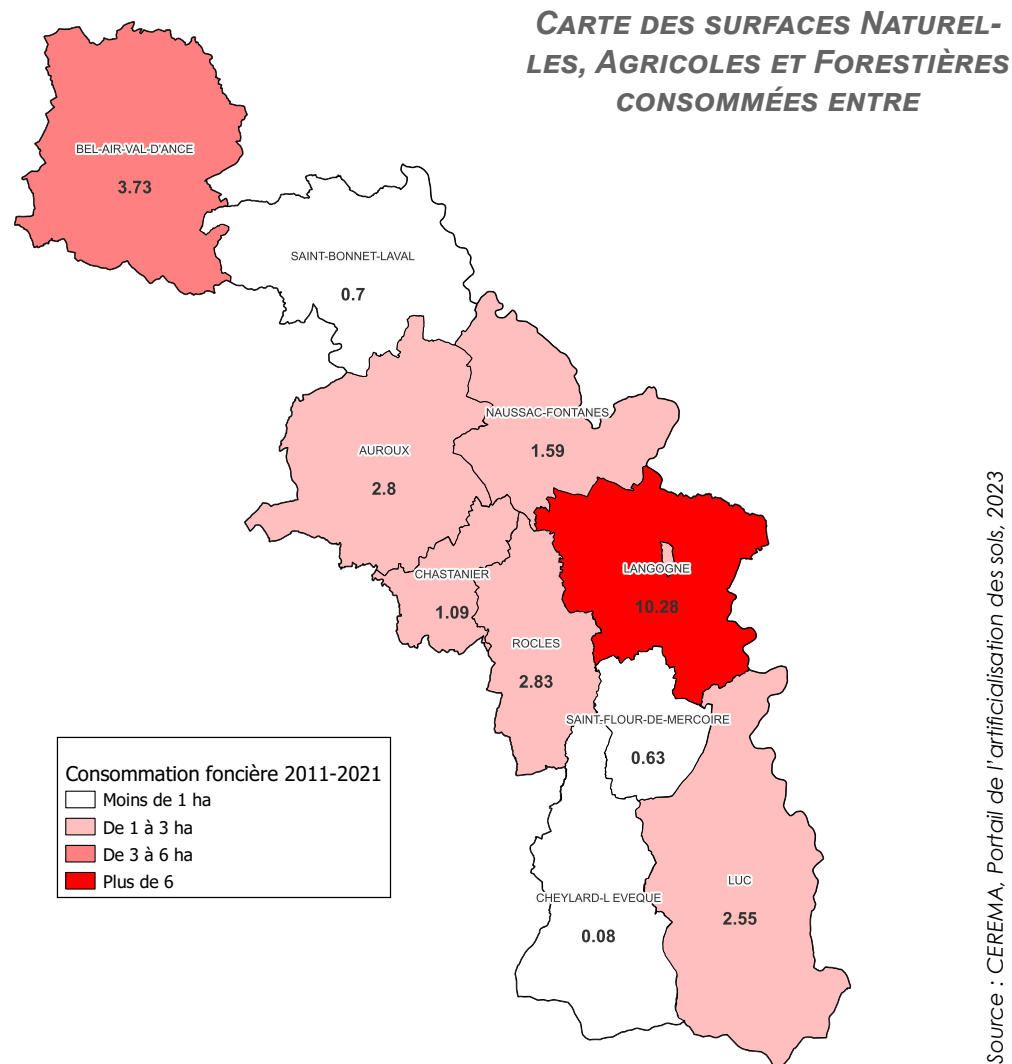 CARTE DES SURFACES NATUREL-
LES, AGRICOLES ET FORESTIÈRES
CONSOMMÉES ENTRE
BEL-AIR-VAL-D'ANCE
3.73
SAINT-BONNET-LAVAL
0.7
NAUSSAC-FONTANES
1.59
AUROUX
2.8
LANGOGNE
10.28
CHASTANIER
1.09
ROCLES
2.83
SAINT-FLOUR-DE-MERCOIRE
0.63
LUC
2.55
CHEYLARD-L EVEQUE
0.08
Consommation foncière 2011-2021
Moins de 1 ha
De 1 à 3 ha
De 3 à 6 ha
Plus de 6
Source : CEREMA, Portail de l'artificialisation des sols, 2023